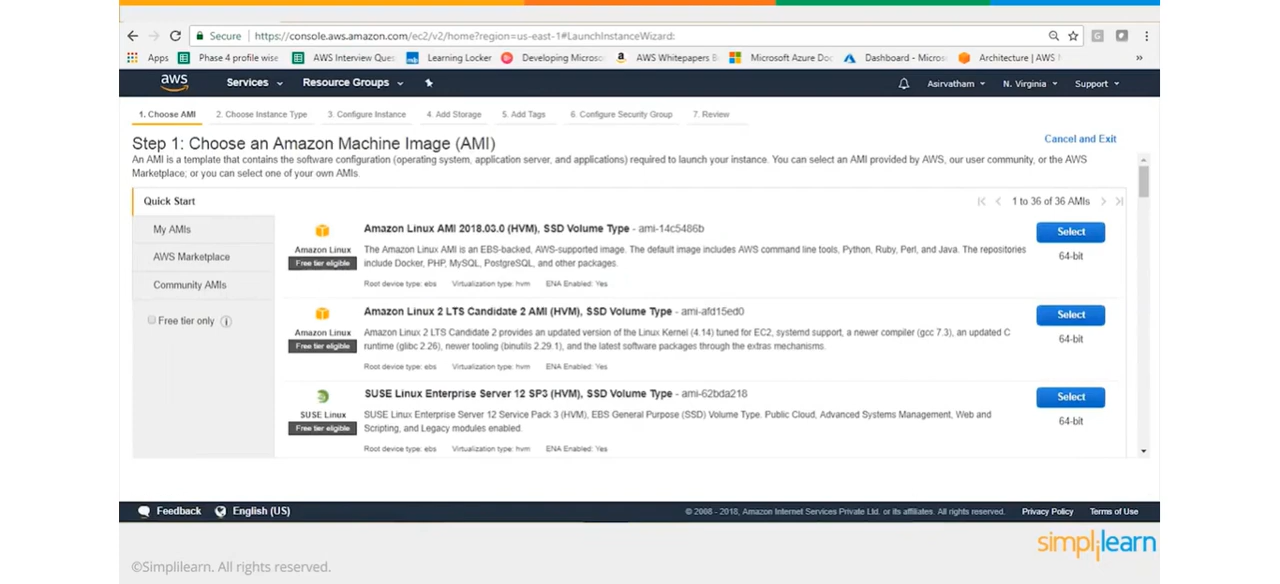 Secure
https://console.aws.amazon.com/ec2/v2/home?region=us-east-1#LaunchInstanceWizard:
Apps Phase 4 profile wise AWS Interview Ques Learning Locker Developing Microso AWS Whitepapers Microsoft Azure Doc Dashboard - Micros Architecture | AWS »
aws Services Resource Groups Asirvatham N. Virginia Support
1. Choose AMI 2. Choose Instance Type 3. Configure Instance 4. Add Storage 5. Add Tags 6. Configure Security Group 7. Review
Step 1: Choose an Amazon Machine Image (AMI)
Cancel and Exit
An AMI is a template that contains the software configuration (operating system, application server, and applications) required to launch your instance. You can select an AMI provided by AWS, our user community, or the AWS
Marketplace; or you can select one of your own AMIs.
Quick Start
1 to 36 of 36 AMIs
My AMIs
AWS Marketplace
Community AMIs
Free tier only
Amazon Linux
Free tier eligible
Amazon Linux AMI 2018.03.0 (HVM), SSD Volume Type - ami-14c5486b
The Amazon Linux AMI is an EBS-backed, AWS-supported image. The default image includes AWS command line tools, Python, Ruby, Perl, and Java. The repositories
include Docker, PHP, MySQL, PostgreSQL, and other packages.
Root device type: ebs Virtualization type: hvm ENA Enabled: Yes
Select
64-bit
Amazon Linux
Free tier eligible
Amazon Linux 2 LTS Candidate 2 AMI (HVM), SSD Volume Type - ami-afd15ed0
Amazon Linux 2 LTS Candidate 2 provides an updated version of the Linux Kernel (4.14) tuned for EC2, systemd support, a newer compiler (gcc 7.3), an updated C
runtime (glibc 2.26), newer tooling (binutils 2.29.1), and the latest software packages through the extras mechanisms.
Root device type: ebs Virtualization type: hvm ENA Enabled: Yes
Select
64-bit
SUSE Linux
Free tier eligible
SUSE Linux Enterprise Server 12 SP3 (HVM), SSD Volume Type - ami-62bda218
SUSE Linux Enterprise Server 12 Service Pack 3 (HVM), EBS General Purpose (SSD) Volume Type. Public Cloud, Advanced Systems Management, Web and
Scripting, and Legacy modules enabled.
Root device type: ebs Virtualization type: hvm ENA Enabled: Yes
Select
64-bit
Feedback English (US)
© 2008 - 2018, Amazon Internet Services Private Ltd. or its affiliates. All rights reserved. Privacy Policy Terms of Use
simplilearn
©Simplilearn. All rights reserved.